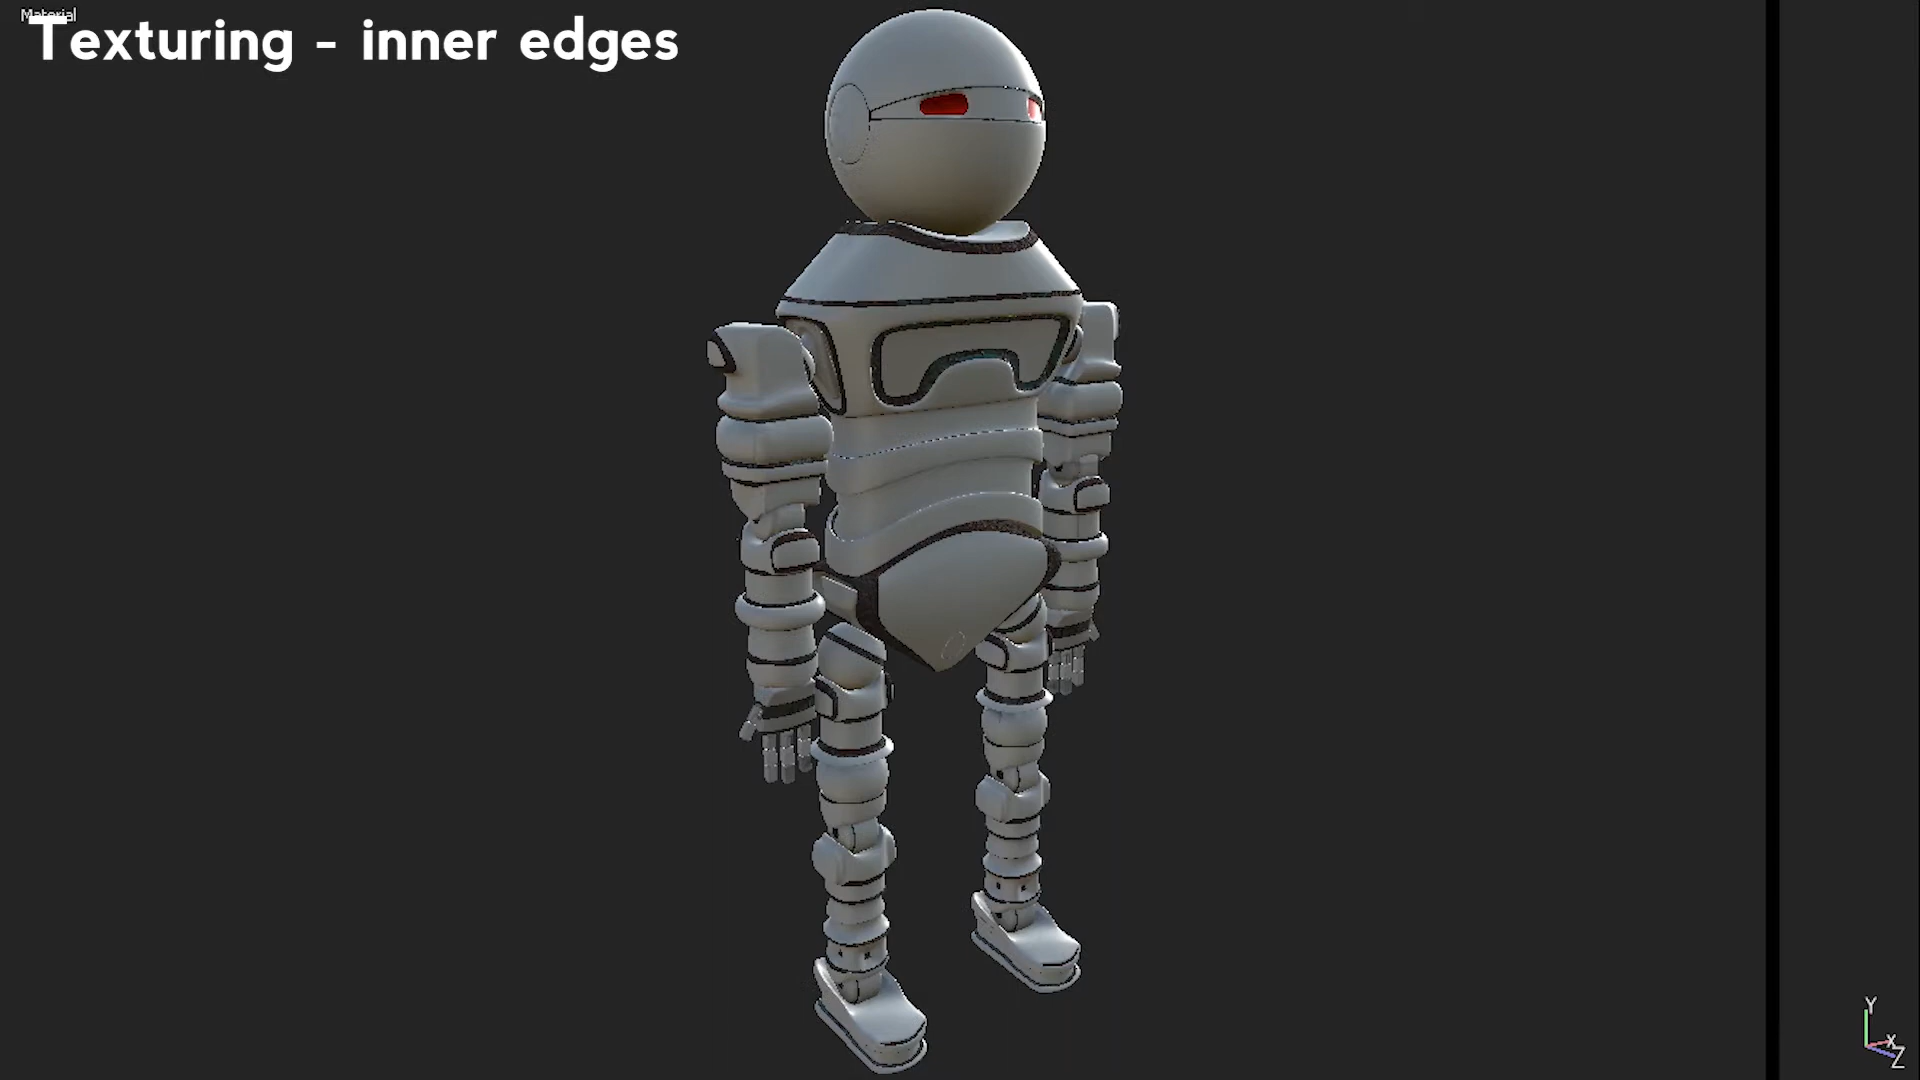 Material
Texturing - inner edges
Y
X
Z